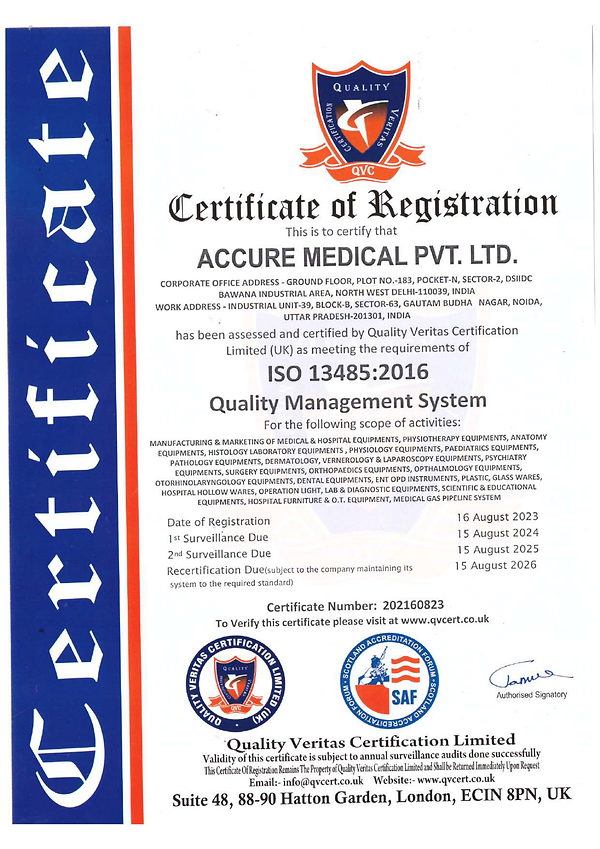 Certificate
QUALITY
CERTIFICATION
VERITAS
QVC
Certificate of Registration
This is to certify that
ACCURE MEDICAL PVT. LTD.
CORPORATE OFFICE ADDRESS - GROUND FLOOR, PLOT NO.-183, POCKET-N, SECTOR-2, DSIIDC
BAWANA INDUSTRIAL AREA, NORTH WEST DELHI-110039, INDIA
WORK ADDRESS - INDUSTRIAL UNIT-39, BLOCK-B, SECTOR-63, GAUTAM BUDHA NAGAR, NOIDA,
UTTAR PRADESH-201301, INDIA
has been assessed and certified by Quality Veritas Certification
Limited (UK) as meeting the requirements of
ISO 13485:2016
Quality Management System
For the following scope of activities:
MANUFACTURING & MARKETING OF MEDICAL & HOSPITAL EQUIPMENTS, PHYSIOTHERAPY EQUIPMENTS, ANATOMY
EQUIPMENTS, HISTOLOGY LABORATORY EQUIPMENTS , PHYSIOLOGY EQUIPMENTS, PAEDIATRICS EQUIPMENTS,
PATHOLOGY EQUIPMENTS, DERMATOLOGY, VERNEROLOGY & LAPAROSCOPY EQUIPMENTS, PSYCHIATRY
EQUIPMENTS, SURGERY EQUIPMENTS, ORTHOPAEDICS EQUIPMENTS, OPTHALMOLOGY EQUIPMENTS,
OTORHINOLARYNGOLOGY EQUIPMENTS, DENTAL EQUIPMENTS, ENT OPD INSTRUMENTS, PLASTIC, GLASS WARES,
HOSPITAL HOLLOW WARES, OPERATION LIGHT, LAB & DIAGNOSTIC EQUIPMENTS, SCIENTIFIC & EDUCATIONAL
EQUIPMENTS, HOSPITAL FURNITURE & O.T. EQUIPMENT, MEDICAL GAS PIPELINE SYSTEM
Date of Registration 16 August 2023
1st Surveillance Due 15 August 2024
2nd Surveillance Due 15 August 2025
Recertification Due(subject to the company maintaining its 15 August 2026
system to the required standard)
Certificate Number: 202160823
To Verify this certificate please visit at www.qvcert.co.uk
QUALITY VERITAS CERTIFICATION LIMITED (UK)
QUALITY
QVC
SCOTLAND ACCREDITATION FORUM - SCOTLAND ACCREDITATION FORUM -
SAF
Authorised Signatory
Quality Veritas Certification Limited
Validity of this certificate is subject to annual surveillance audits done successfully
This Certificate Of Registration Remains The Property of Quality Veritas Certification Limited and Shall be Returned Immediately Upon Request
Email:- info@qvcert.co.uk Website:- www.qvcert.co.uk
Suite 48, 88-90 Hatton Garden, London, ECIN 8PN, UK